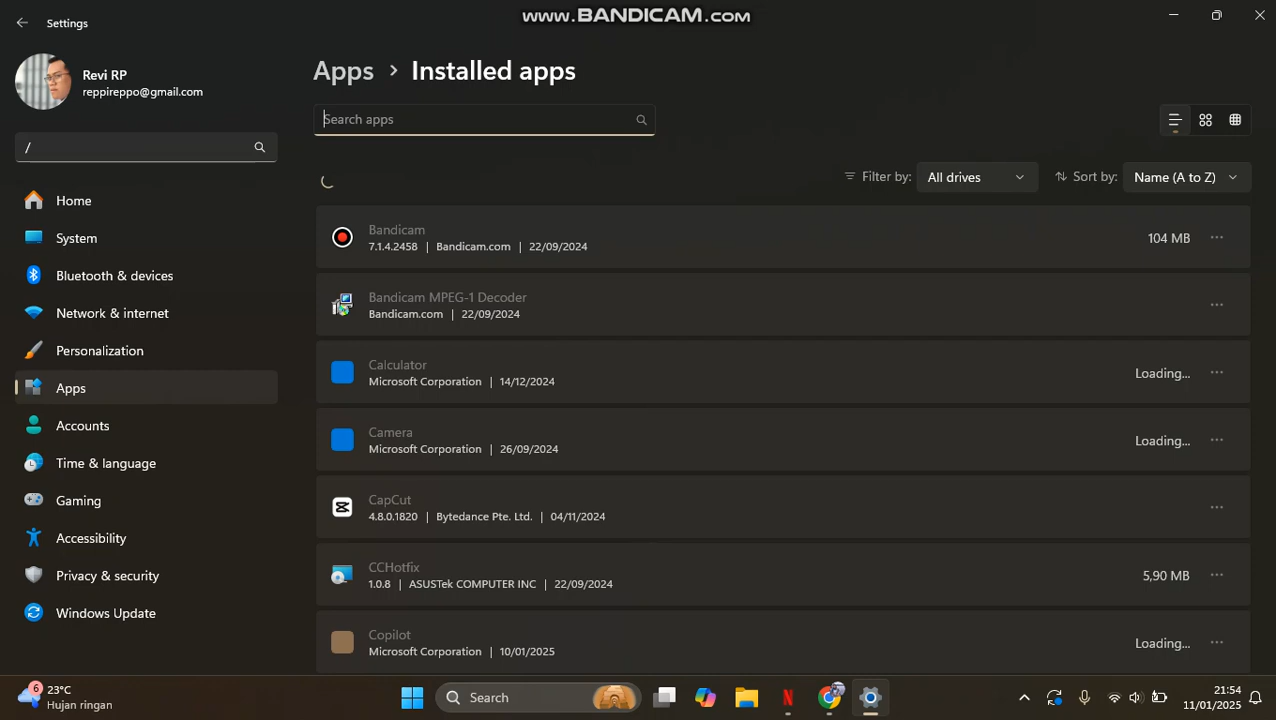 Settings
www.BANDICAM.com
Revi RP
reppireppo@gmail.com
/
Home
System
Bluetooth & devices
Network & internet
Personalization
Apps
Accounts
Time & language
Gaming
Accessibility
Privacy & security
Windows Update
Apps > Installed apps
Search apps
Filter by: All drives
Sort by: Name (A to Z)
Bandicam
7.1.4.2458 | Bandicam.com | 22/09/2024
104 MB
Bandicam MPEG-1 Decoder
Bandicam.com | 22/09/2024
Calculator
Microsoft Corporation | 14/12/2024
Loading...
Camera
Microsoft Corporation | 26/09/2024
Loading...
CapCut
4.8.0.1820 | Bytedance Pte. Ltd. | 04/11/2024
CCHotfix
1.0.8 | ASUSTek COMPUTER INC | 22/09/2024
5,90 MB
Copilot
Microsoft Corporation | 10/01/2025
Loading...
6
23°C
Hujan ringan
Search
21:54
11/01/2025